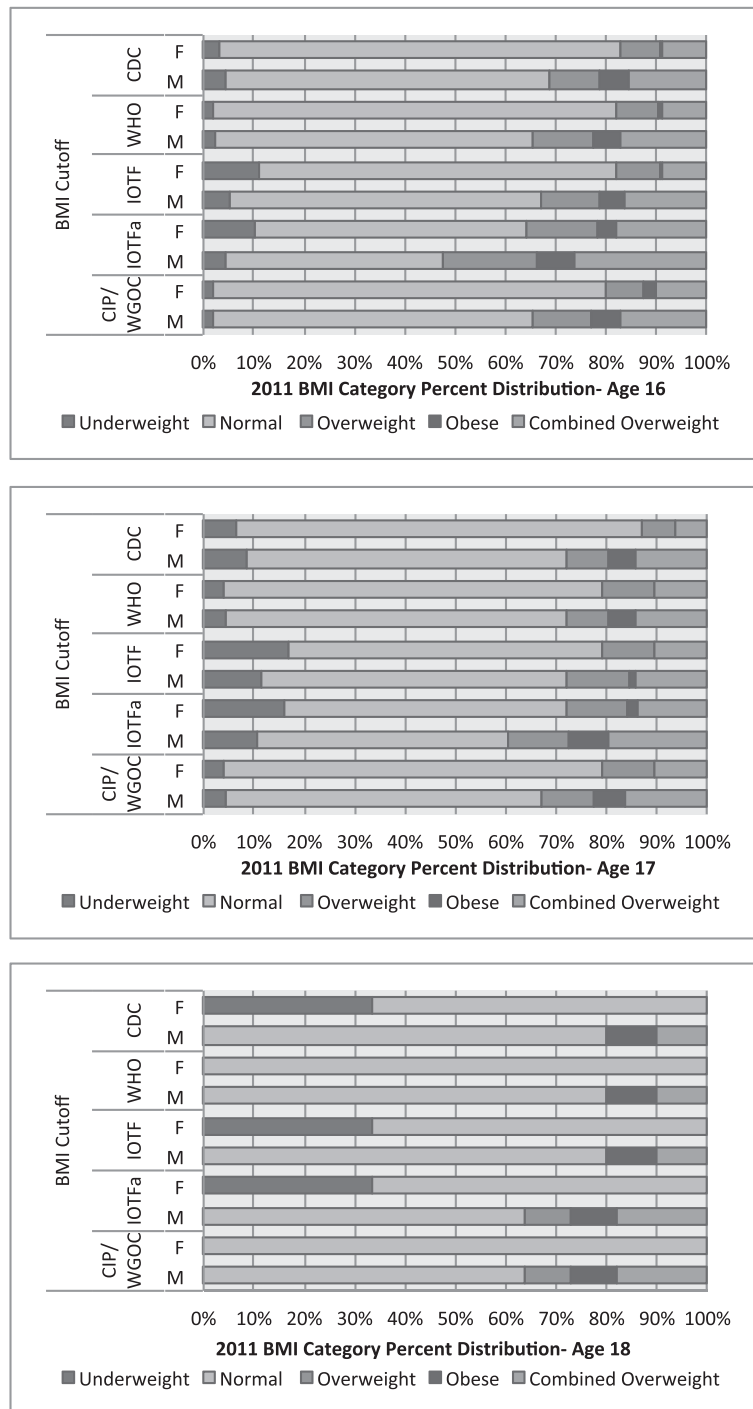 BMI Cutoff
CDC
F
M
WHO
F
M
IOTF
F
M
IOTFa
F
M
CIP/
WGOC
F
M
0% 10% 20% 30% 40% 50% 60% 70% 80% 90% 100%
2011 BMI Category Percent Distribution- Age 16
Underweight Normal Overweight Obese Combined Overweight
BMI Cutoff
CDC
F
M
WHO
F
M
IOTF
F
M
IOTFa
F
M
CIP/
WGOC
F
M
0% 10% 20% 30% 40% 50% 60% 70% 80% 90% 100%
2011 BMI Category Percent Distribution- Age 17
Underweight Normal Overweight Obese Combined Overweight
BMI Cutoff
CDC
F
M
WHO
F
M
IOTF
F
M
IOTFa
F
M
CIP/
WGOC
F
M
0% 10% 20% 30% 40% 50% 60% 70% 80% 90% 100%
2011 BMI Category Percent Distribution- Age 18
Underweight Normal Overweight Obese Combined Overweight